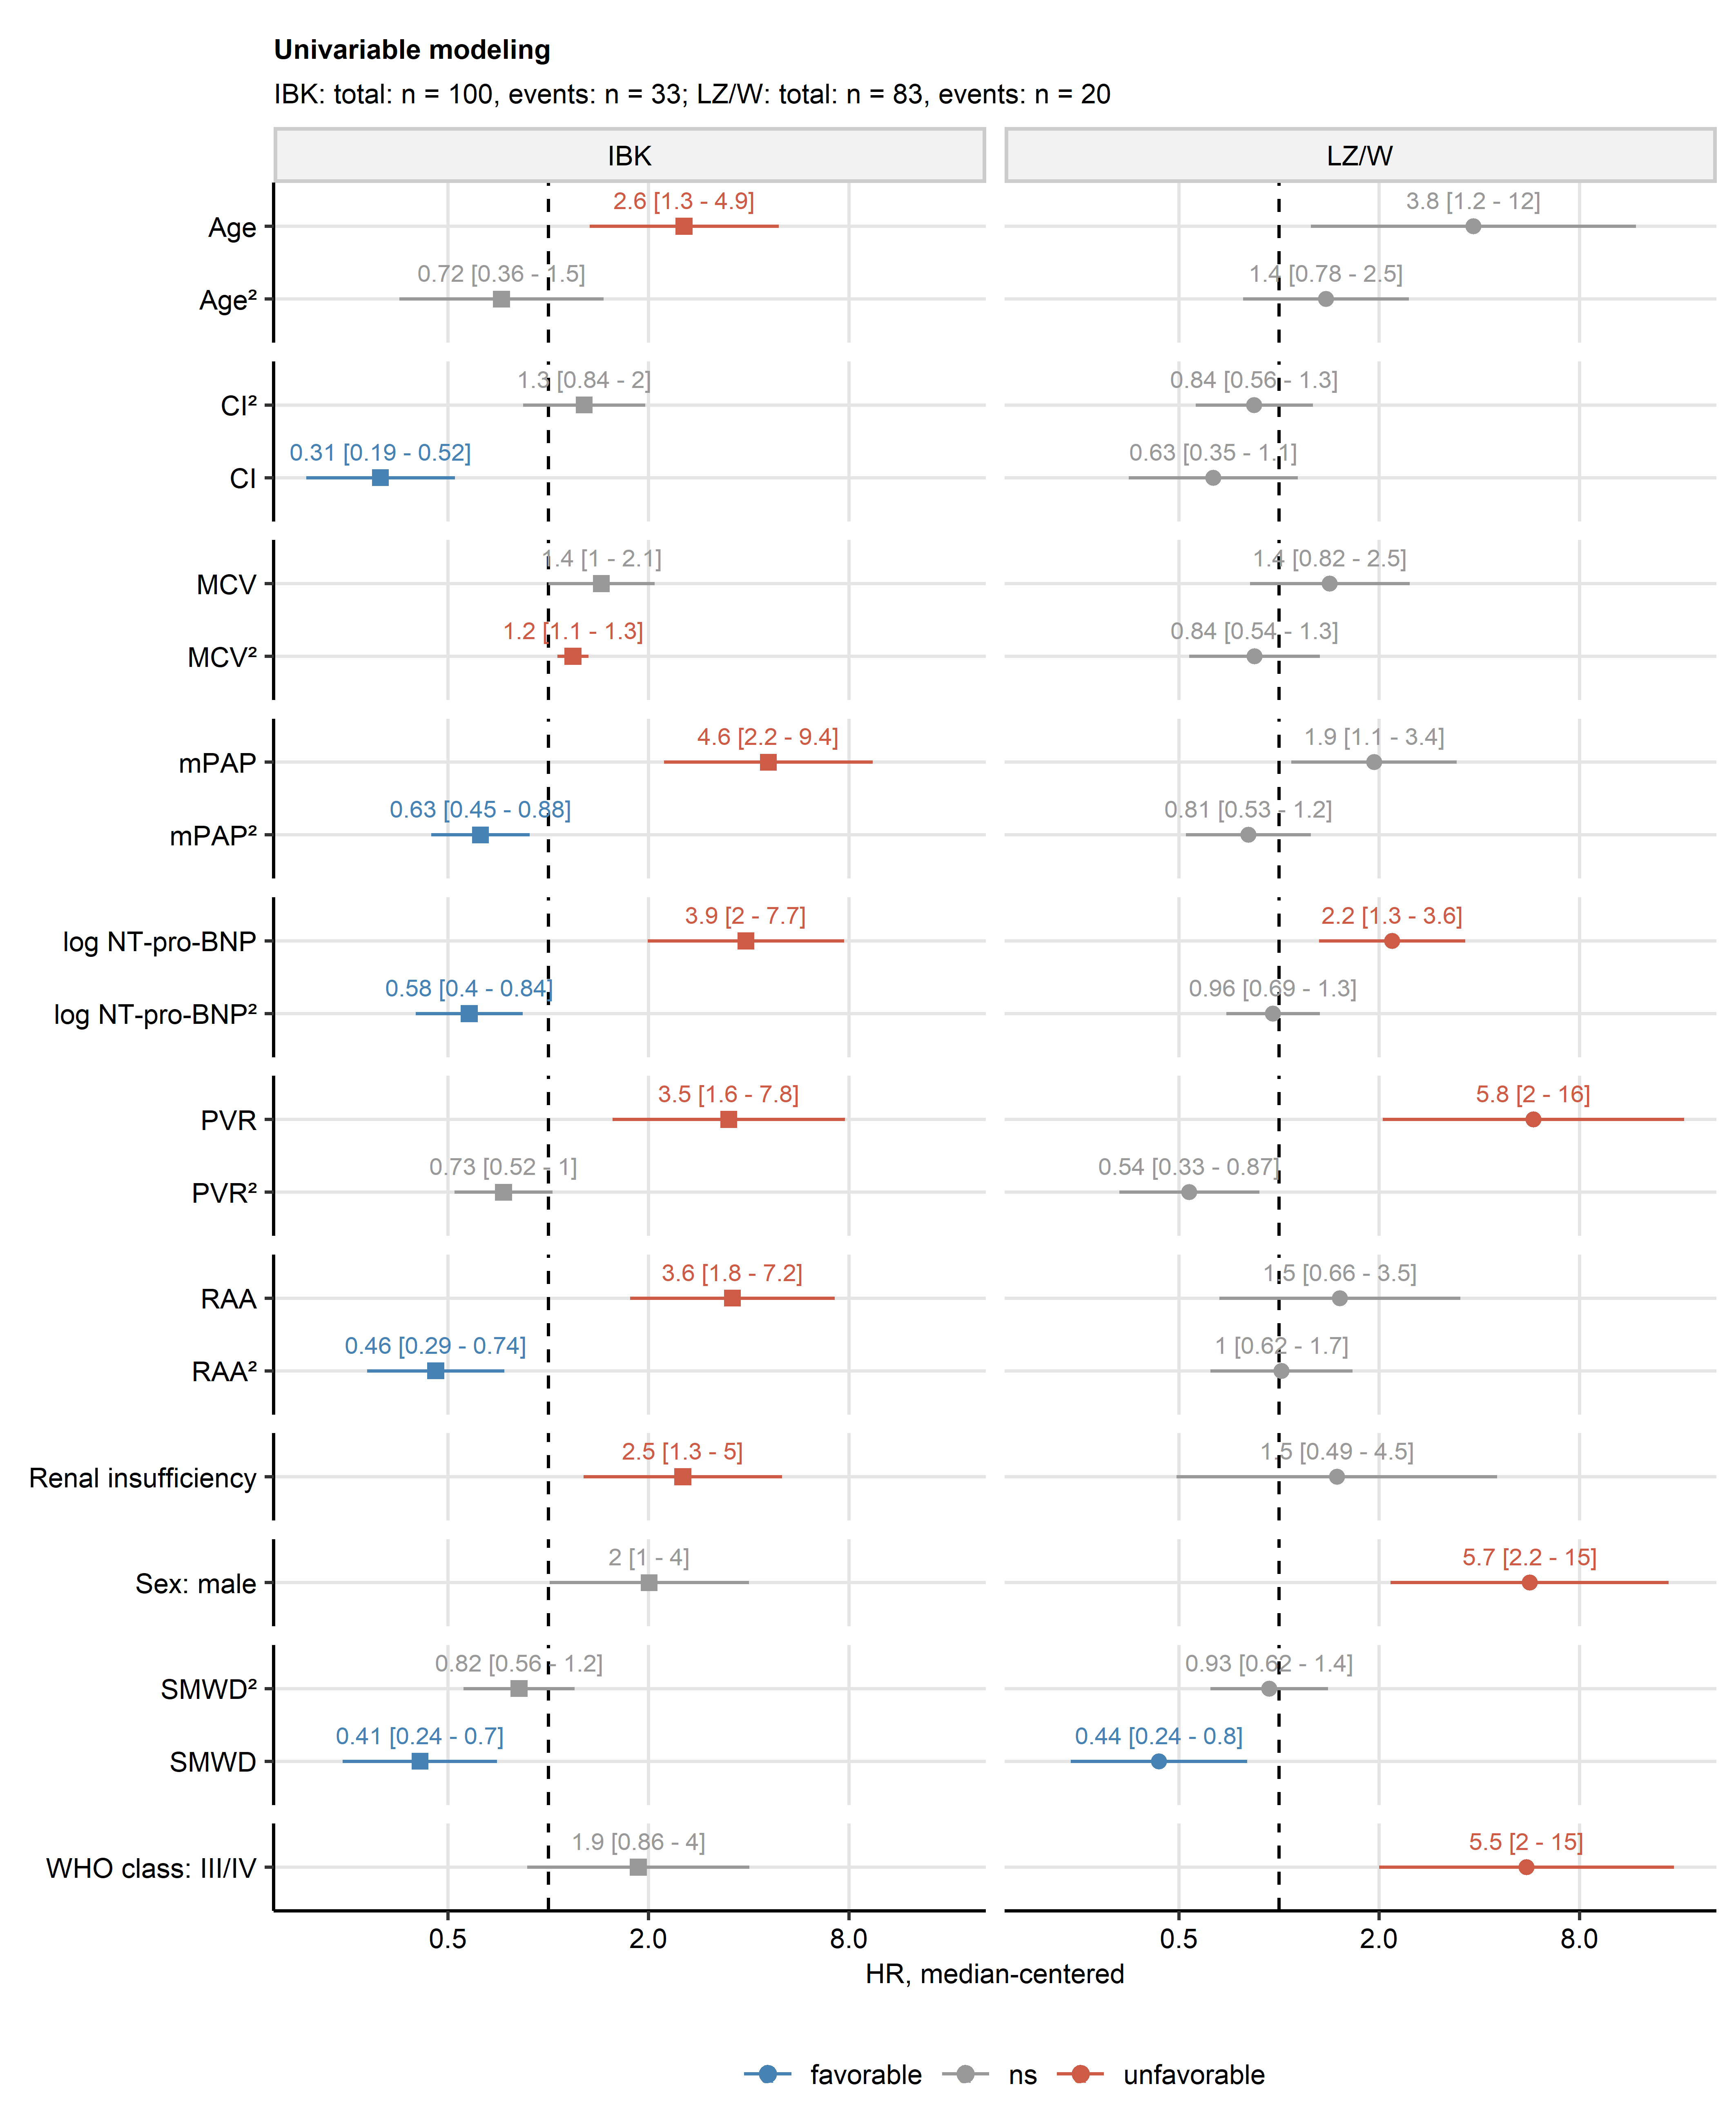 Univariable modeling
IBK: total: n = 100, events: n = 33; LZ/W: total: n = 83, events: n = 20
IBK LZ/W
Age 2.6 [1.3 - 4.9] 3.8 [1.2 - 12]
Age² 0.72 [0.36 - 1.5] 1.4 [0.78 - 2.5]
CI² 1.3 [0.84 - 2] 0.84 [0.56 - 1.3]
CI 0.31 [0.19 - 0.52] 0.63 [0.35 - 1.1]
MCV 1.4 [1 - 2.1] 1.4 [0.82 - 2.5]
MCV² 1.2 [1.1 - 1.3] 0.84 [0.54 - 1.3]
mPAP 4.6 [2.2 - 9.4] 1.9 [1.1 - 3.4]
mPAP² 0.63 [0.45 - 0.88] 0.81 [0.53 - 1.2]
log NT-pro-BNP 3.9 [2 - 7.7] 2.2 [1.3 - 3.6]
log NT-pro-BNP² 0.58 [0.4 - 0.84] 0.96 [0.69 - 1.3]
PVR 3.5 [1.6 - 7.8] 5.8 [2 - 16]
PVR² 0.73 [0.52 - 1] 0.54 [0.33 - 0.87]
RAA 3.6 [1.8 - 7.2] 1.5 [0.66 - 3.5]
RAA² 0.46 [0.29 - 0.74] 1 [0.62 - 1.7]
Renal insufficiency 2.5 [1.3 - 5] 1.5 [0.49 - 4.5]
Sex: male 2 [1 - 4] 5.7 [2.2 - 15]
SMWD² 0.82 [0.56 - 1.2] 0.93 [0.62 - 1.4]
SMWD 0.41 [0.24 - 0.7] 0.44 [0.24 - 0.8]
WHO class: III/IV 1.9 [0.86 - 4] 5.5 [2 - 15]
0.5 2.0 8.0 0.5 2.0 8.0
HR, median-centered
favorable ns unfavorable